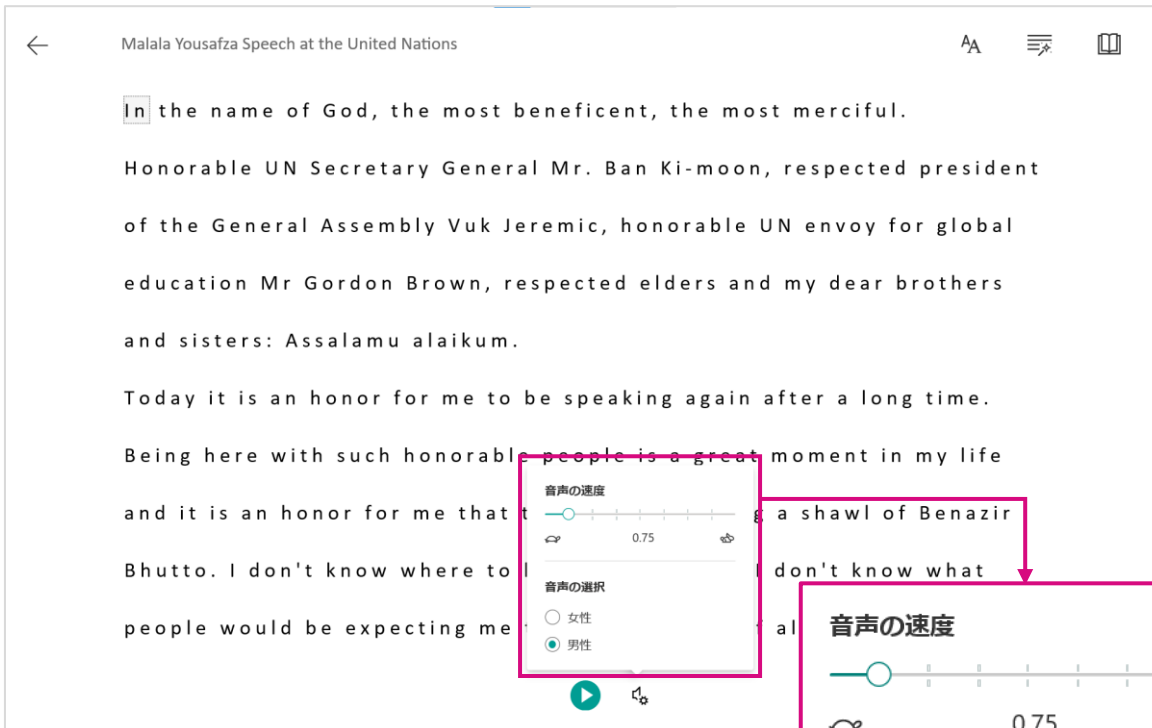 Malala Yousafza Speech at the United Nations
In the name of God, the most beneficent, the most merciful.
Honorable UN Secretary General Mr. Ban Ki-moon, respected president
of the General Assembly Vuk Jeremic, honorable UN envoy for global
education Mr Gordon Brown, respected elders and my dear brothers
and sisters: Assalamu alaikum.
Today it is an honor for me to be speaking again after a long time.
Being here with such honorable people is a great moment in my life
and it is an honor for me that a shawl of Benazir
Bhutto. I don't know where to I don't know what
people would be expecting me
音声の速度
0.75
音声の選択
女性
男性
音声の速度
0.75